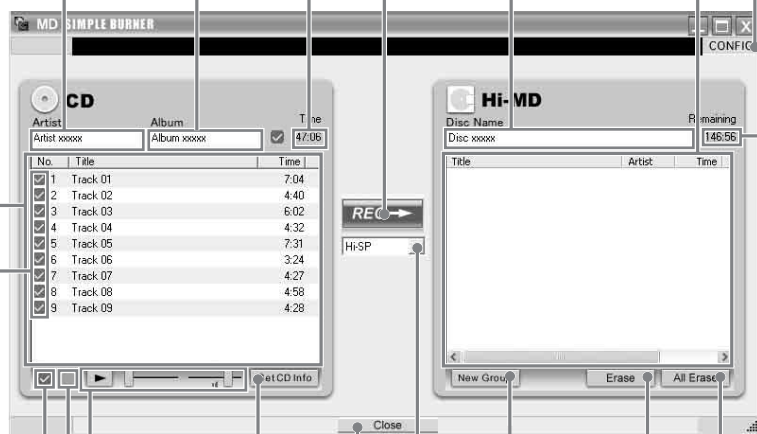 MD SIMPLE BURNER
CONFIG
CD
Artist
Album
Time
Artist xxxxx
Album xxxxx
47:06
No. Title Time
1 Track 01 7:04
2 Track 02 4:40
3 Track 03 6:02
4 Track 04 4:32
5 Track 05 7:31
6 Track 06 3:24
7 Track 07 4:27
8 Track 08 4:58
9 Track 09 4:28
Get CD Info
REC
Hi-SP
Hi-MD
Disc Name
Remaining
Disc xxxxx
146:56
Title Artist Time
New Group
Erase
All Erase
Close